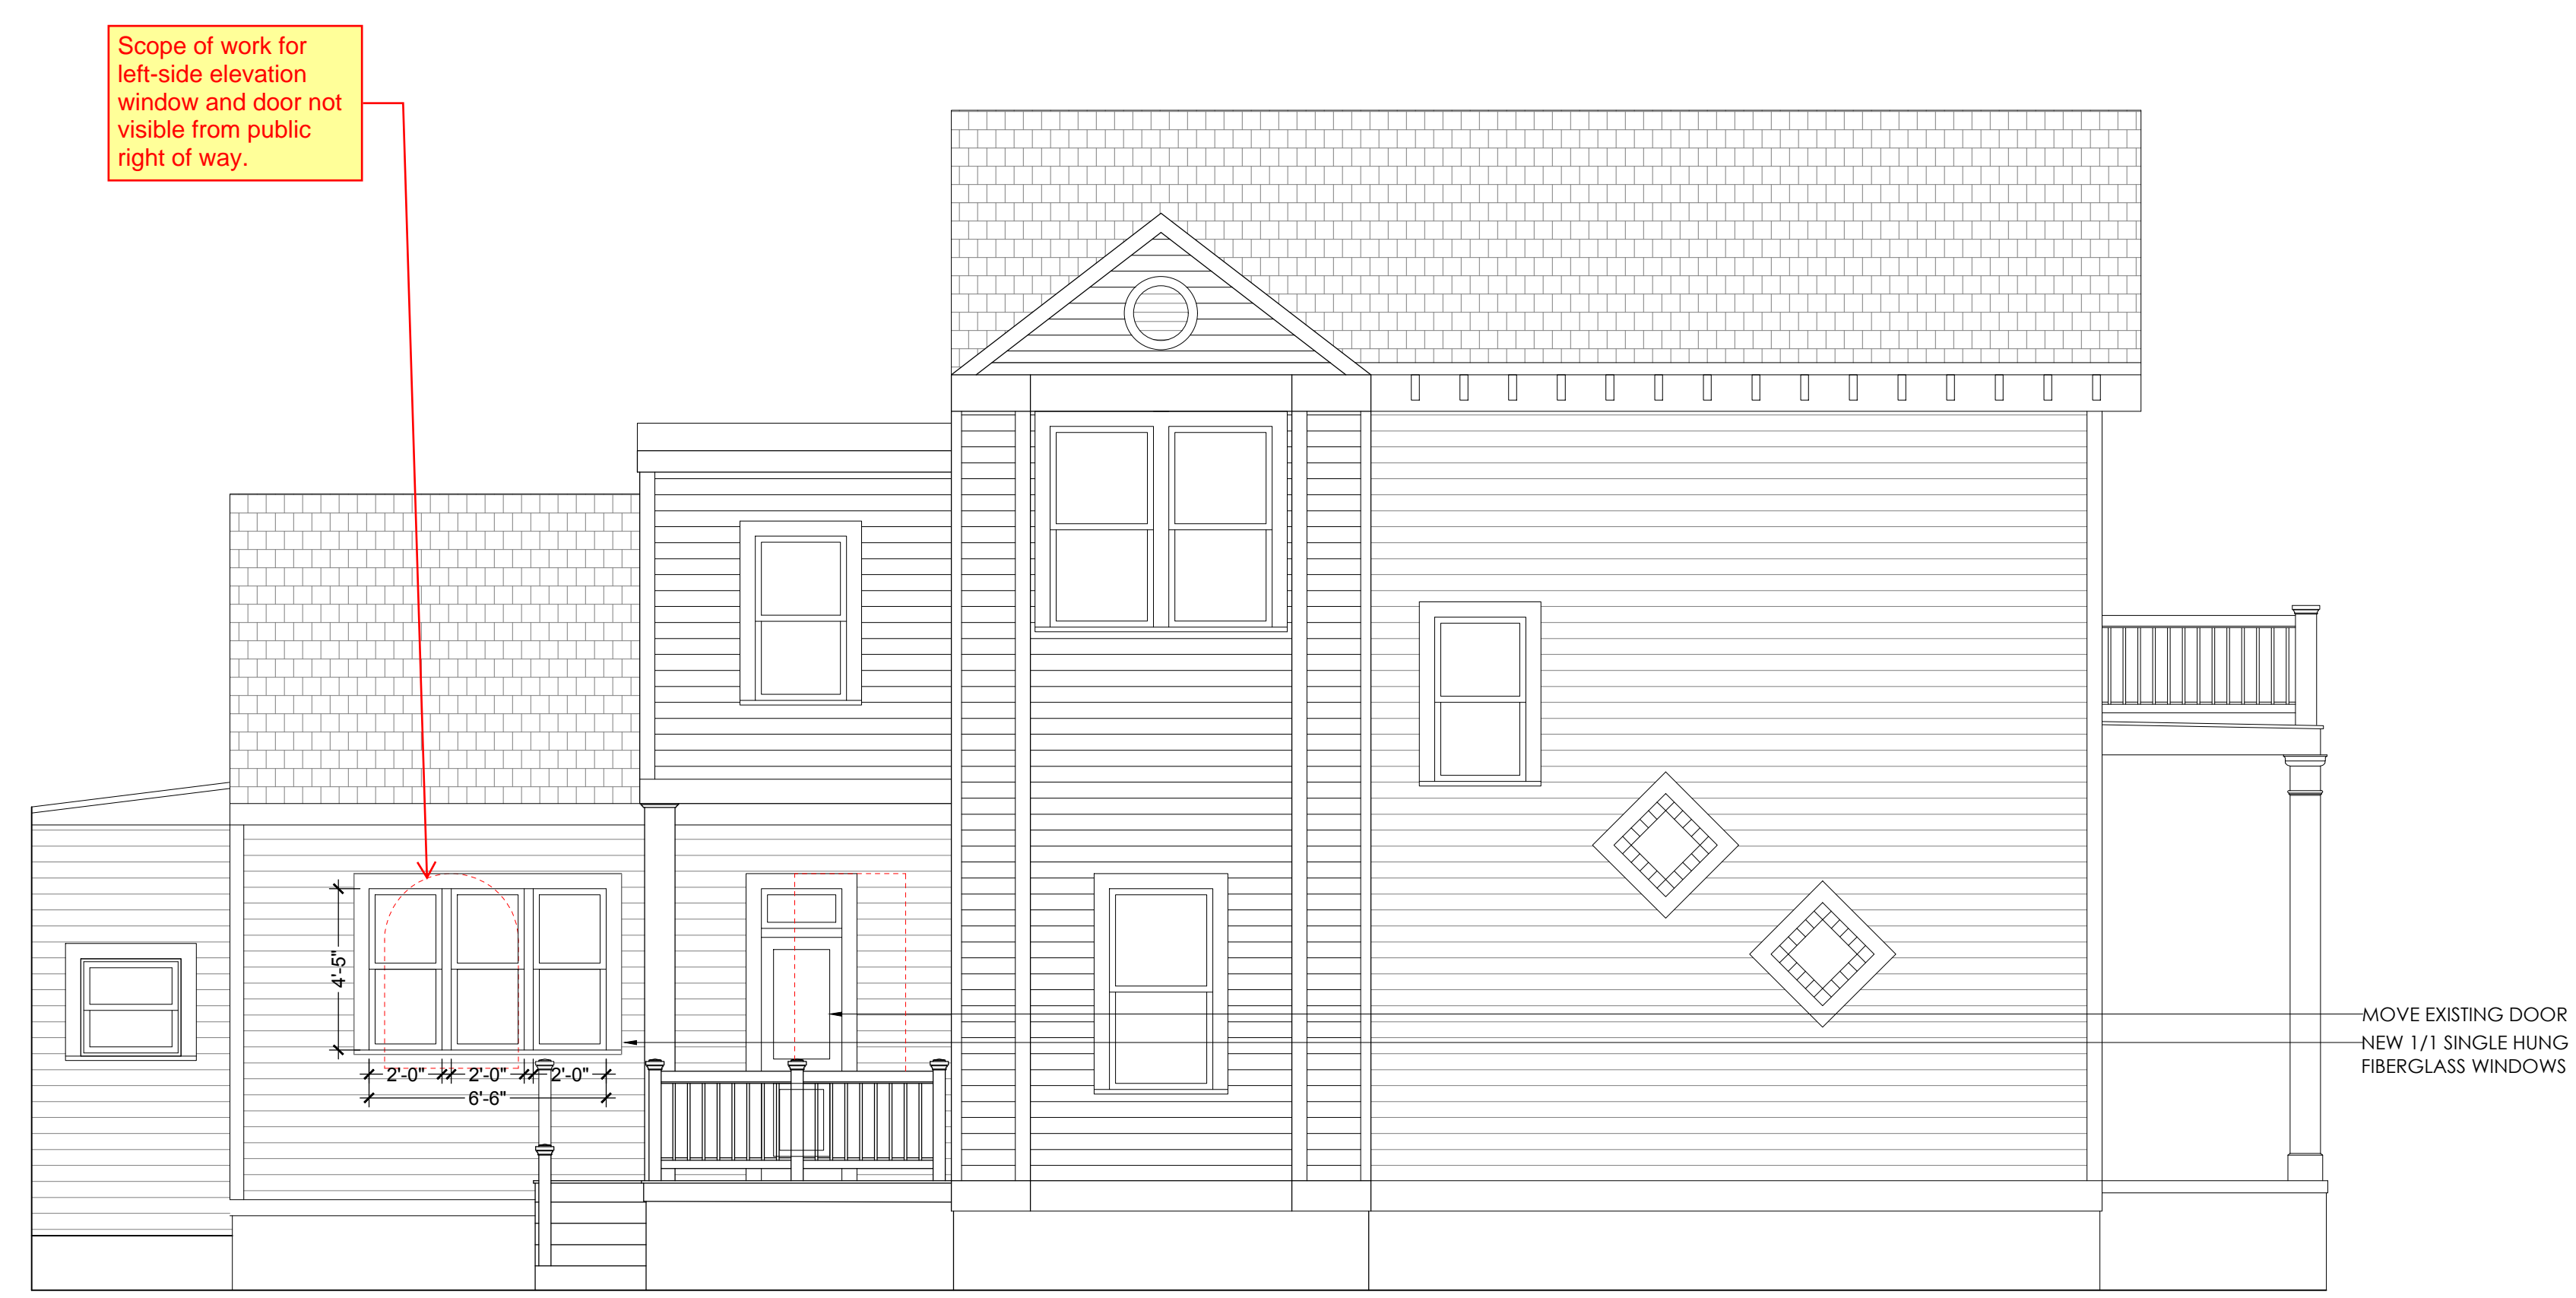 Scope of work for
left-side elevation
window and door not
visible from public
right of way.
4'-5"
2'-0" 2'-0" 2'-0"
6'-6"
MOVE EXISTING DOOR
NEW 1/1 SINGLE HUNG
FIBERGLASS WINDOWS